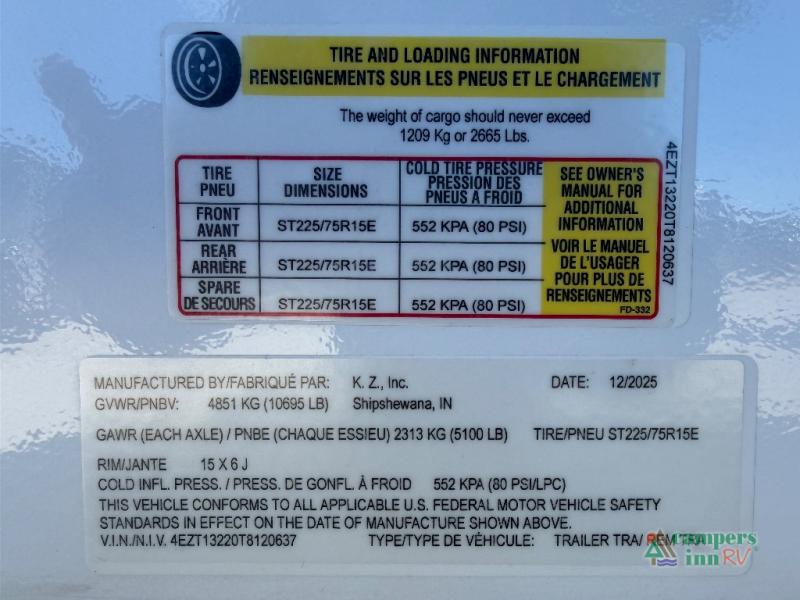 TIRE AND LOADING INFORMATION
RENSEIGNEMENTS SUR LES PNEUS ET LE CHARGEMENT
The weight of cargo should never exceed
1209 Kg or 2665 Lbs.
TIRE PNEU SIZE DIMENSIONS COLD TIRE PRESSURE PRESSION DES PNEUS À FROID
FRONT AVANT ST225/75R15E 552 KPA (80 PSI)
REAR ARRIÈRE ST225/75R15E 552 KPA (80 PSI)
SPARE DE SECOURS ST225/75R15E 552 KPA (80 PSI)
SEE OWNER'S
MANUAL FOR
ADDITIONAL
INFORMATION
VOIR LE MANUEL
DE L'USAGER
POUR PLUS DE
RENSEIGNEMENTS
FD-332
4EZT13220T8120637
MANUFACTURED BY/FABRIQUÉ PAR: K. Z., Inc. DATE: 12/2025
GVWR/PNBV: 4851 KG (10695 LB) Shipshewana, IN
GAWR (EACH AXLE) / PNBE (CHAQUE ESSIEU) 2313 KG (5100 LB) TIRE/PNEU ST225/75R15E
RIM/JANTE 15 X 6 J
COLD INFL. PRESS. / PRESS. DE GONFL. À FROID 552 KPA (80 PSI/LPC)
THIS VEHICLE CONFORMS TO ALL APPLICABLE U.S. FEDERAL MOTOR VEHICLE SAFETY
STANDARDS IN EFFECT ON THE DATE OF MANUFACTURE SHOWN ABOVE.
V.I.N./N.I.V. 4EZT13220T8120637 TYPE/TYPE DE VÉHICULE: TRAILER TRA/
campers
inn RV